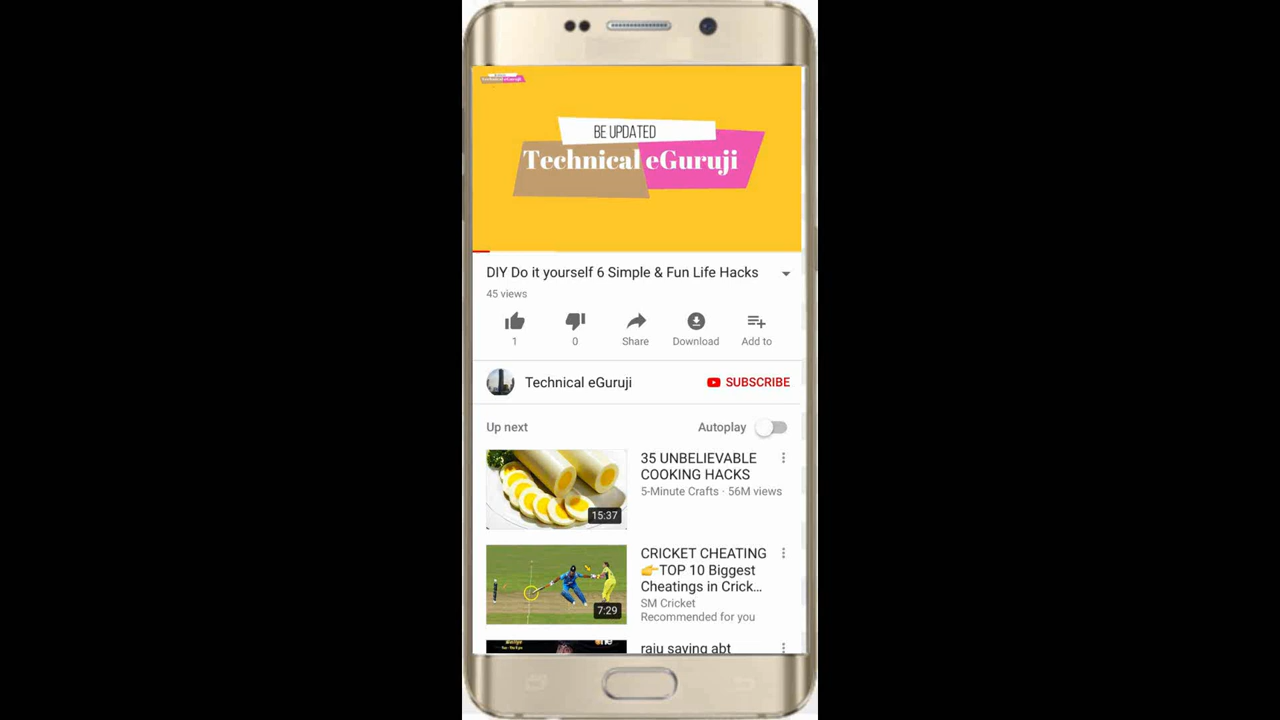 BE UPDATED
Technical eGuruji
DIY Do it yourself 6 Simple & Fun Life Hacks
45 views
1
0
Share
Download
Add to
Technical eGuruji
SUBSCRIBE
Up next
Autoplay
35 UNBELIEVABLE
COOKING HACKS
5-Minute Crafts · 56M views
15:37
CRICKET CHEATING
👉TOP 10 Biggest
Cheatings in Crick...
SM Cricket
Recommended for you
7:29
raju saying abt